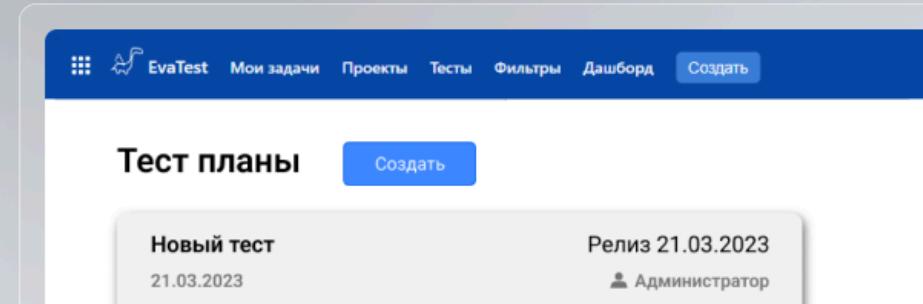 EvaTest Мои задачи Проекты Тесты Фильтры Дашборд Создать
Тест планы Создать
Новый тест Релиз 21.03.2023
21.03.2023 Администратор